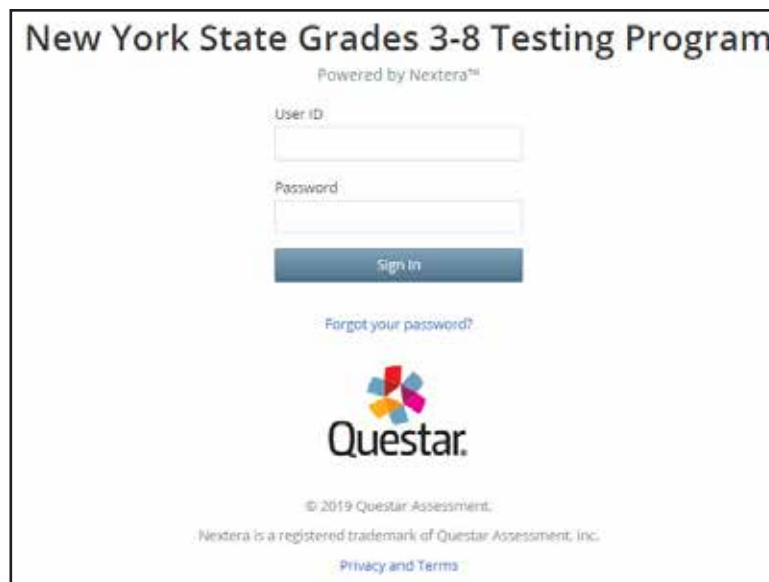 New York State Grades 3-8 Testing Program
Powered by Nextera™
User ID
Password
Sign In
Forgot your password?
Questar.
© 2019 Questar Assessment.
Nextera is a registered trademark of Questar Assessment, Inc.
Privacy and Terms